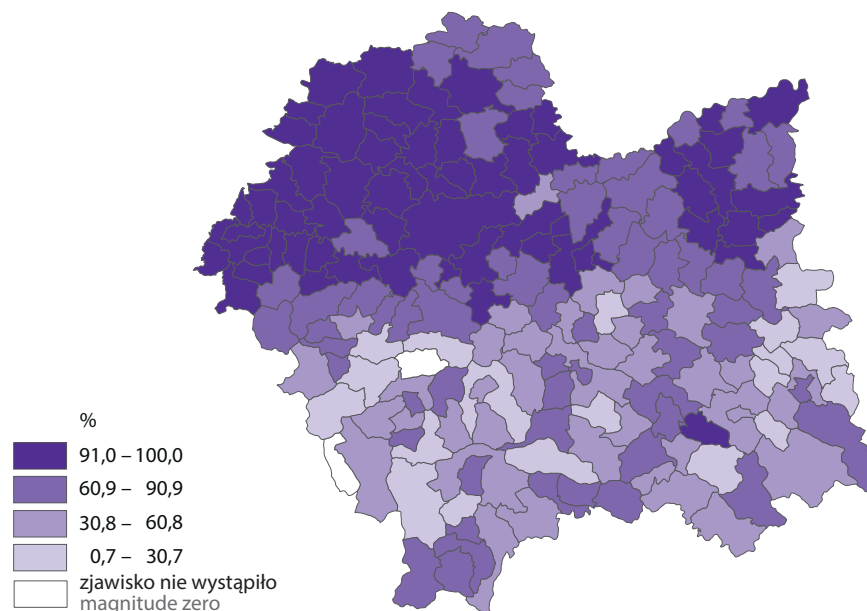 %
91,0 – 100,0
60,9 – 90,9
30,8 – 60,8
0,7 – 30,7
zjawisko nie wystąpiło
magnitude zero